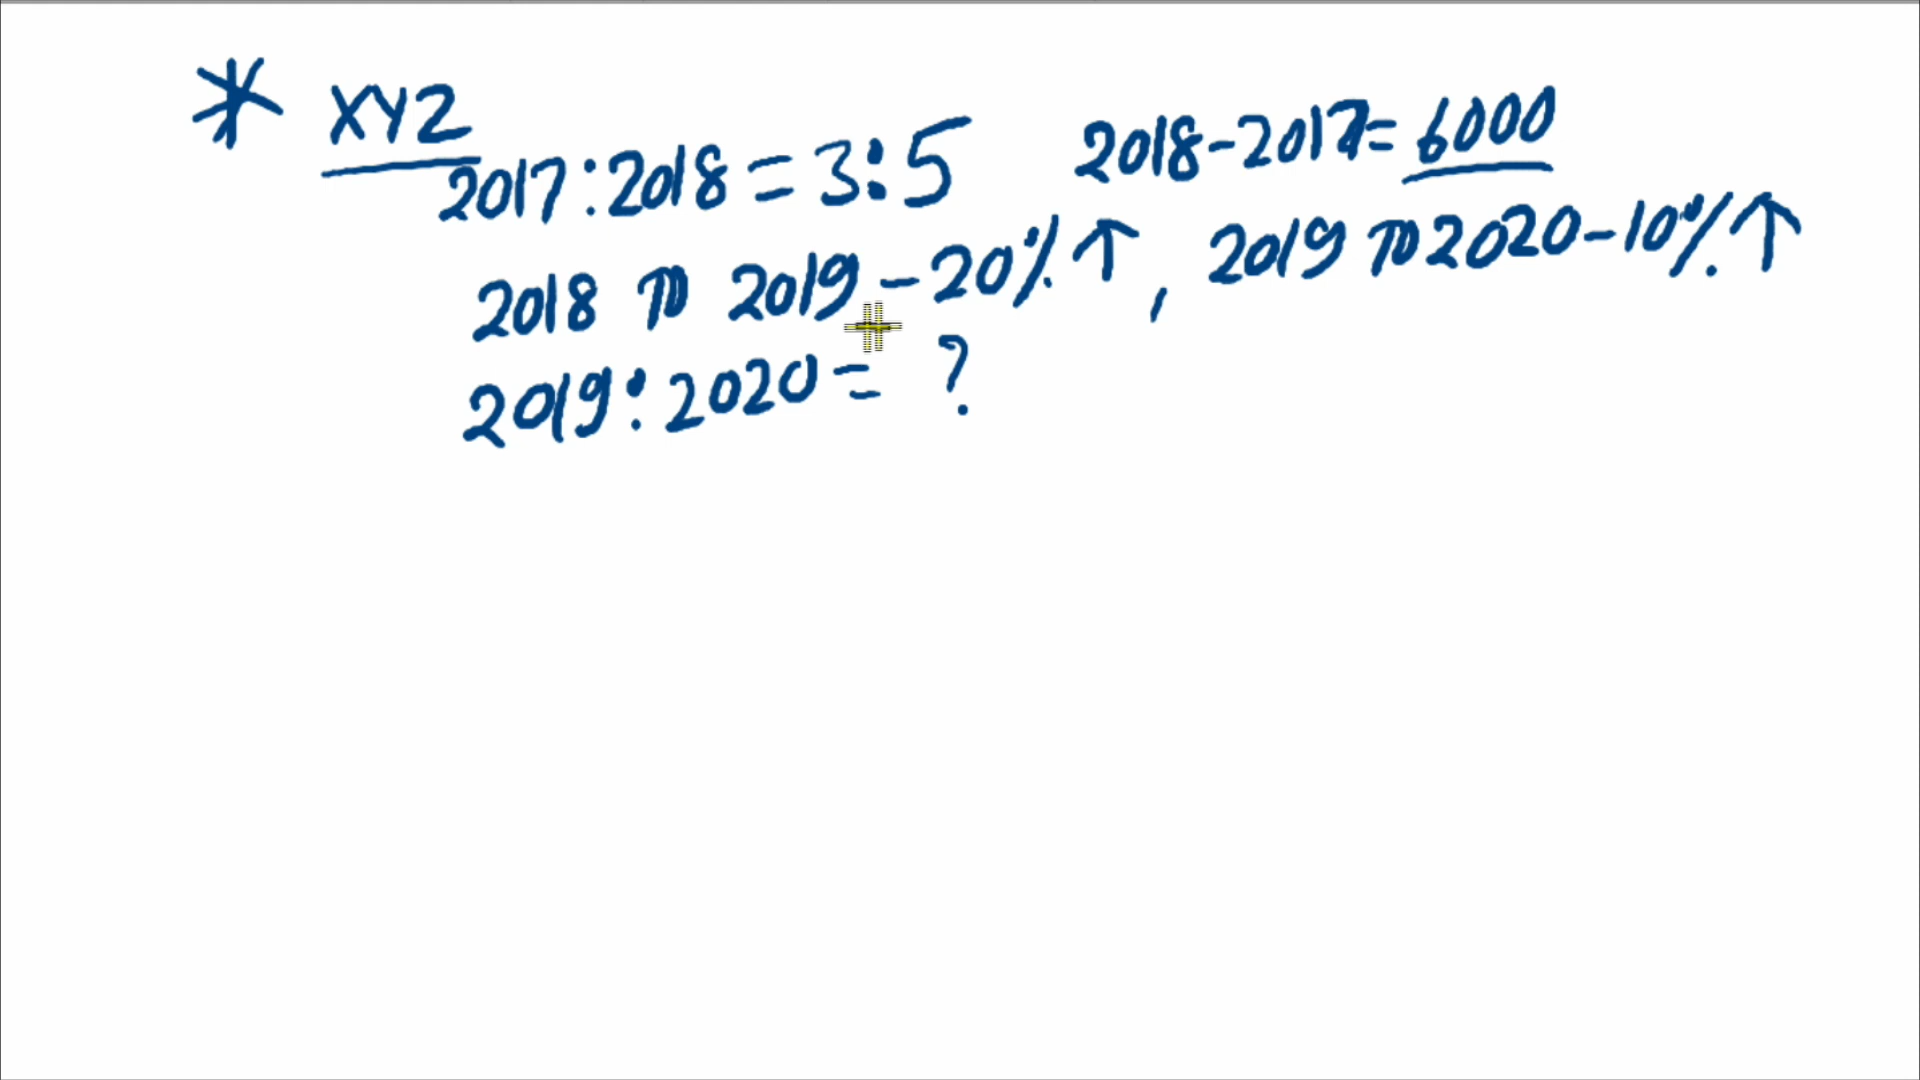 * XYZ
2017:2018 = 3:5 2018-2017= 6000
2018 TO 2019 - 20% ↑, 2019 TO 2020 - 10% ↑
2019:2020 = ?